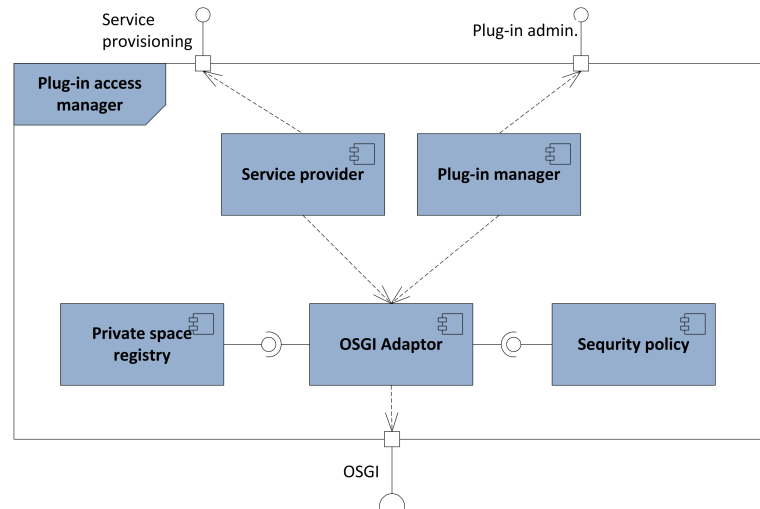 Service
provisioning
Plug-in admin.
Plug-in access
manager
Service provider
Plug-in manager
Private space
registry
OSGI Adaptor
Sequrity policy
OSGI